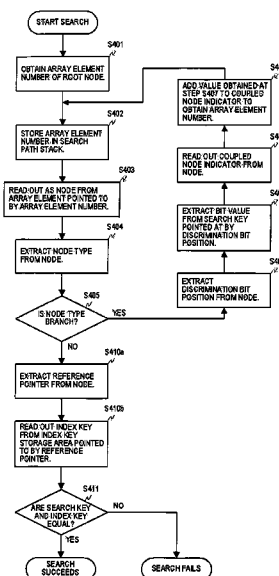 START SEARCH
S401
OBTAIN ARRAY ELEMENT
NUMBER OF ROOT NODE.
S402
STORE ARRAY ELEMENT
NUMBER IN SEARCH
PATH STACK.
S403
READ OUT AS NODE FROM
ARRAY ELEMENT POINTED TO
BY ARRAY ELEMENT NUMBER.
S404
EXTRACT NODE TYPE
FROM NODE.
S405
IS NODE TYPE
BRANCH?
YES
NO
EXTRACT
DISCRIMINATION BIT
POSITION FROM NODE.
EXTRACT BIT VALUE
FROM SEARCH KEY
POINTED AT BY
DISCRIMINATION BIT
POSITION.
READ OUT COUPLED
NODE INDICATOR FROM
NODE.
ADD VALUE OBTAINED AT
STEP S407 TO COUPLED
NODE INDICATOR TO
OBTAIN ARRAY ELEMENT
NUMBER.
S410a
EXTRACT REFERENCE
POINTER FROM NODE.
S410b
READ OUT INDEX KEY
FROM INDEX KEY
STORAGE AREA POINTED
TO BY REFERENCE
POINTER.
S411
ARE SEARCH KEY
AND INDEX KEY
EQUAL?
NO
YES
SEARCH
SUCCEEDS
SEARCH FAILS